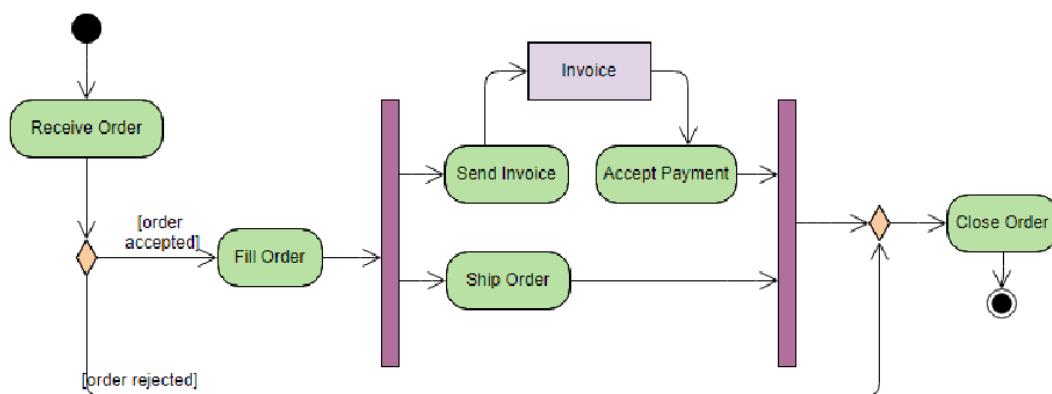 Invoice
Receive Order
Send Invoice
Accept Payment
[order
accepted]
Fill Order
Ship Order
Close Order
[order rejected]